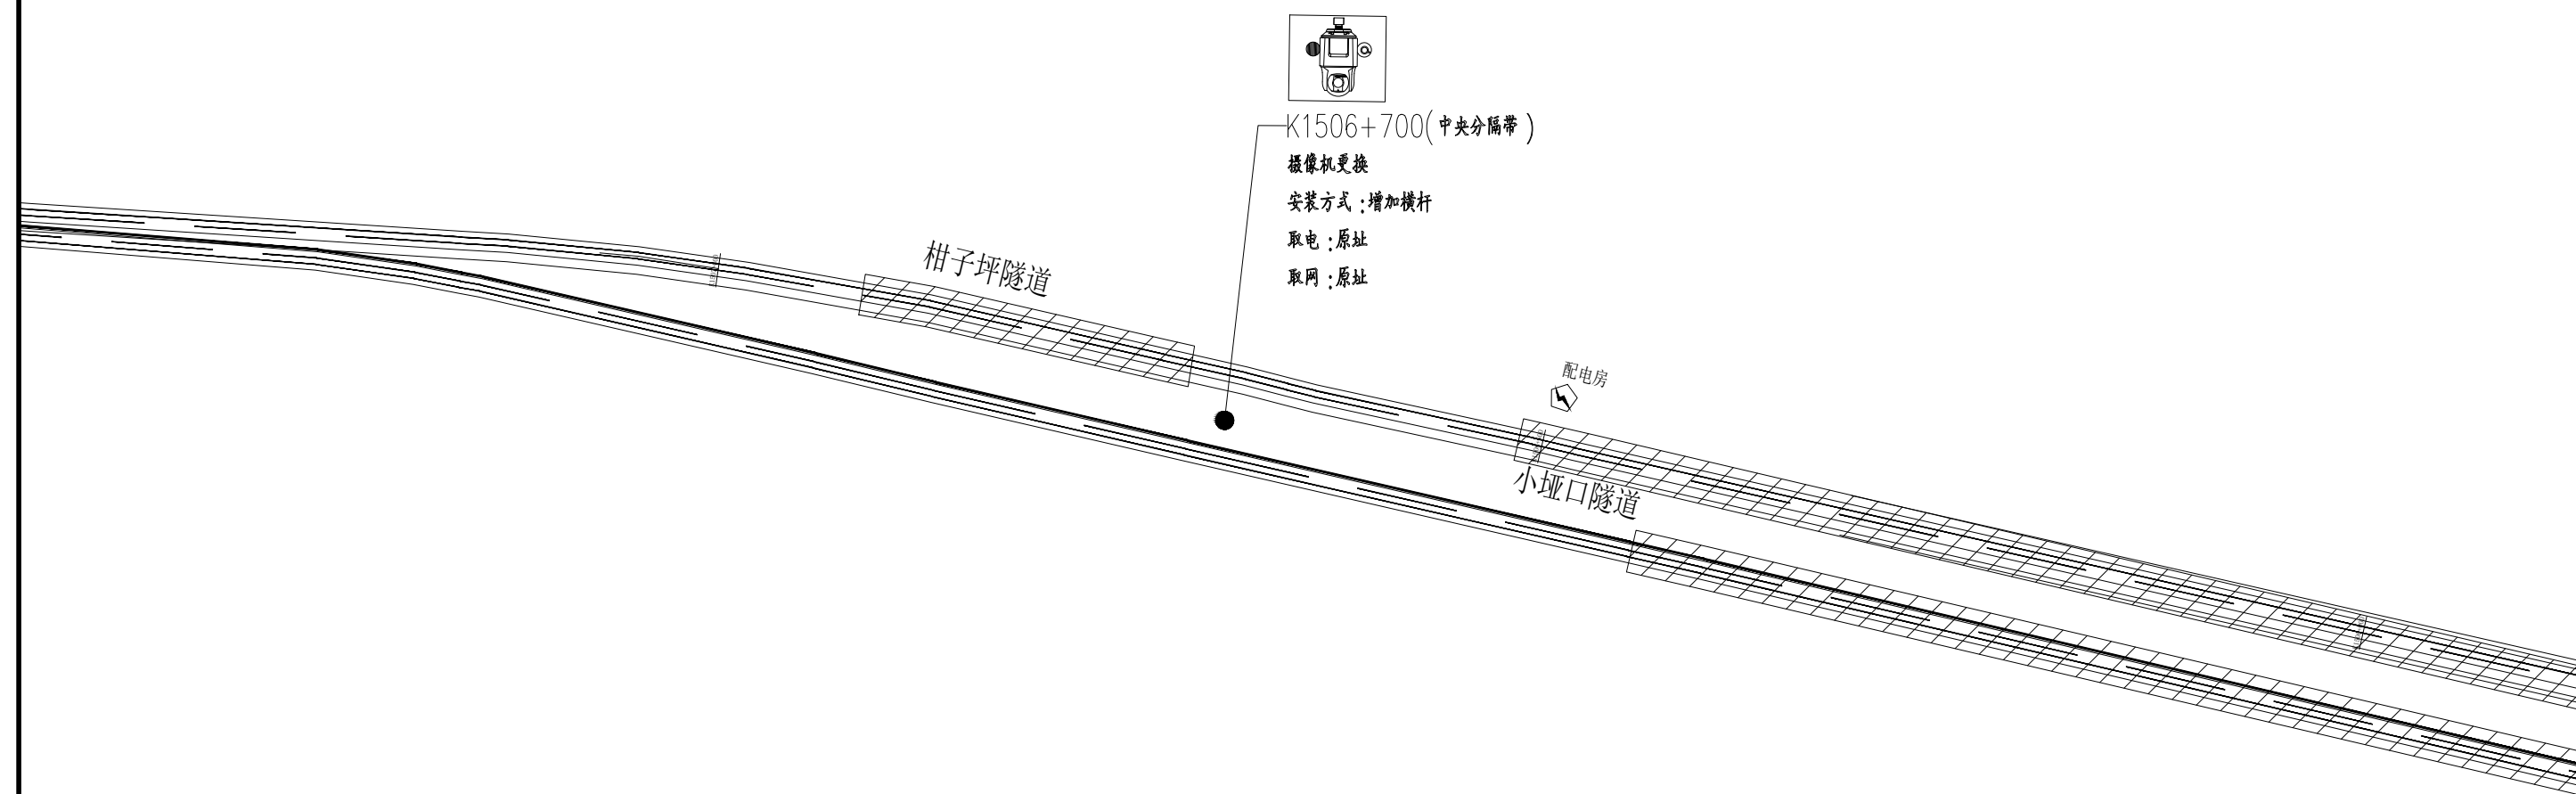 K1506+700(中央分隔带)
摄像机更换
安装方式:增加横杆
取电:原址
取网:原址
柑子坪隧道
配电房
小垭口隧道